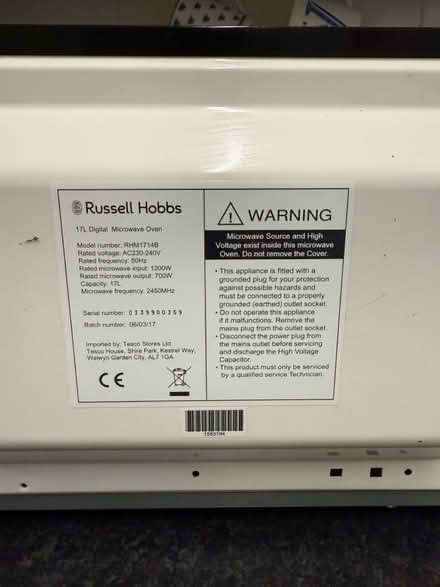 Russell Hobbs
17L Digital Microwave Oven
Model number: RHM1714B
Rated voltage: AC230-240V
Rated frequency: 50Hz
Rated microwave input: 1200W
Rated microwave output: 700W
Capacity: 17L
Microwave frequency: 2450MHz
Serial number: 0339900359
Batch number: 06/03/17
Imported by: Tesco Stores Ltd
Tesco House, Shire Park, Kestrel Way,
Welwyn Garden City, AL7 1GA
CE
WARNING
Microwave Source and High
Voltage exist inside this microwave
Oven. Do not remove the Cover.
• This appliance is fitted with a
grounded plug for your protection
against possible hazards and
must be connected to a properly
grounded (earthed) outlet socket.
• Do not operate this appliance
if it malfunctions. Remove the
mains plug from the outlet socket.
• Disconnect the power plug from
the mains outlet before servicing
and discharge the High Voltage
Capacitor.
• This product must only be serviced
by a qualified service Technician.